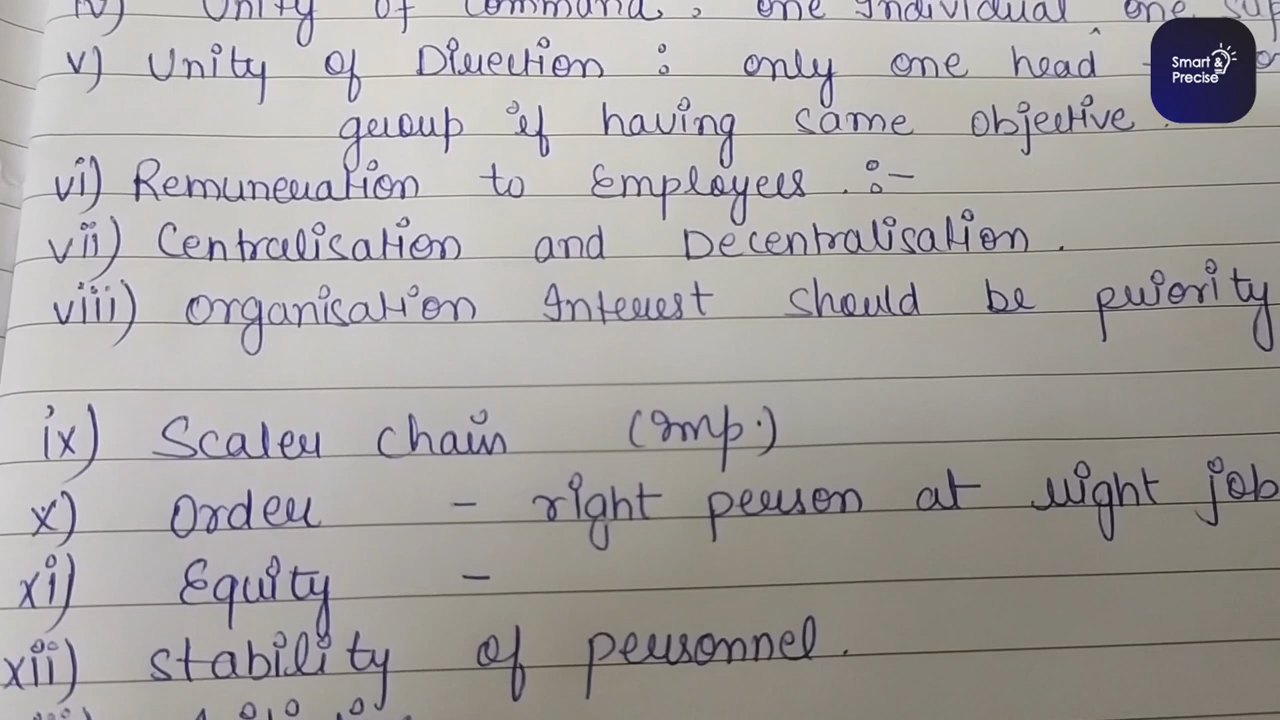 iv) Unity of Command, one Individual one sup
v) Unity of Direction : only one head -
group if having same objective.
vi) Remuneration to Employees :-
vii) Centralisation and Decentralisation.
viii) Organisation Interest should be priority
ix) Scaler chain (Imp.)
x) Order - right person at right job
xi) Equity -
xii) Stability of personnel.
Smart &
Precise